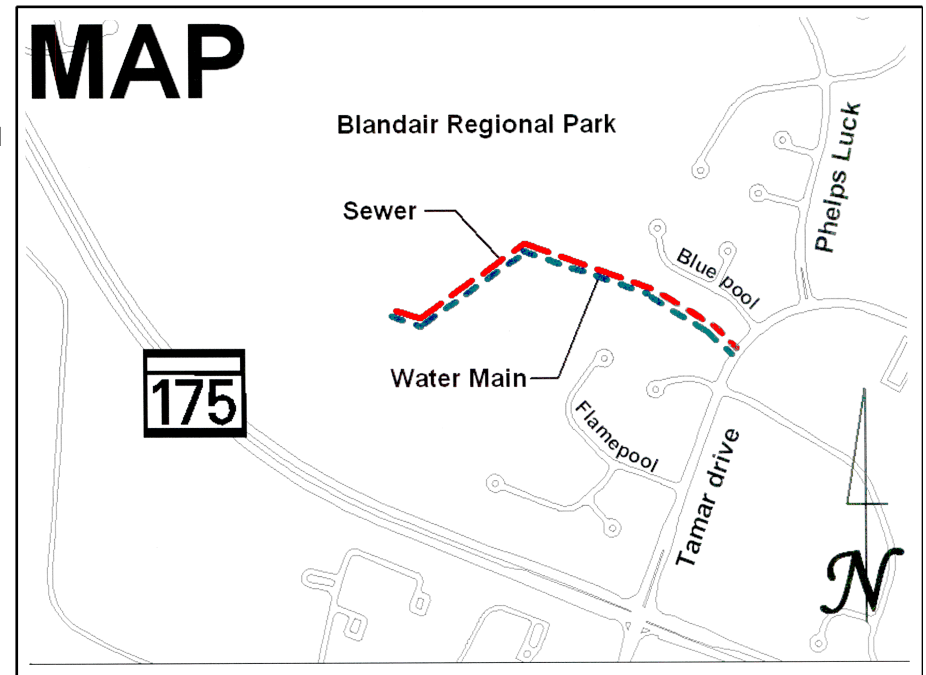 MAP
Blandair Regional Park
Phelps Luck
Sewer
Blue pool
Water Main
175
Flamepool
Tamar drive
N